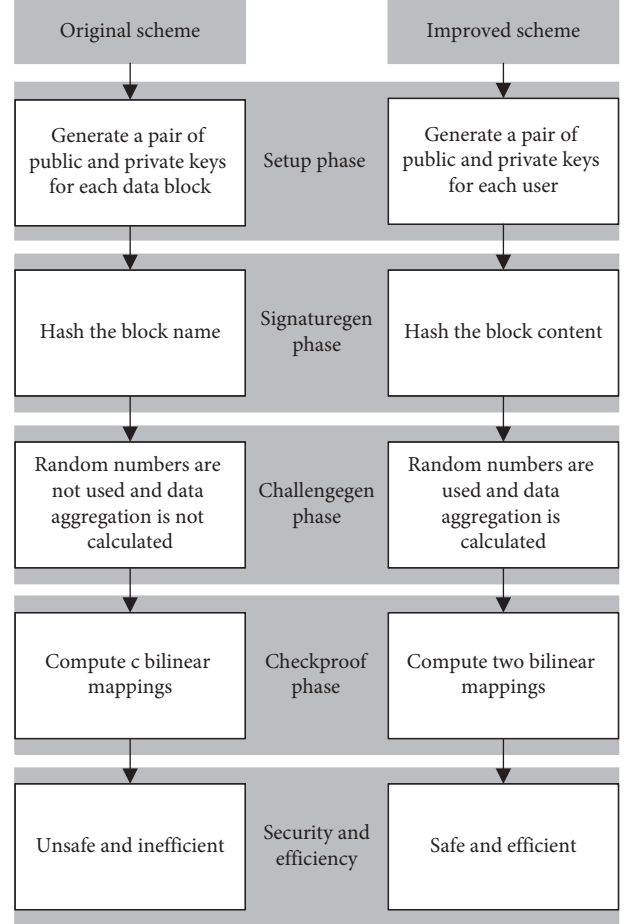 Original scheme
Improved scheme
Generate a pair of
public and private keys
for each data block
Setup phase
Generate a pair of
public and private keys
for each user
Hash the block name
Signaturegen
phase
Hash the block content
Random numbers are
not used and data
aggregation is not
calculated
Challengegen
phase
Random numbers are
used and data
aggregation is
calculated
Compute c bilinear
mappings
Checkproof
phase
Compute two bilinear
mappings
Unsafe and inefficient
Security and
efficiency
Safe and efficient